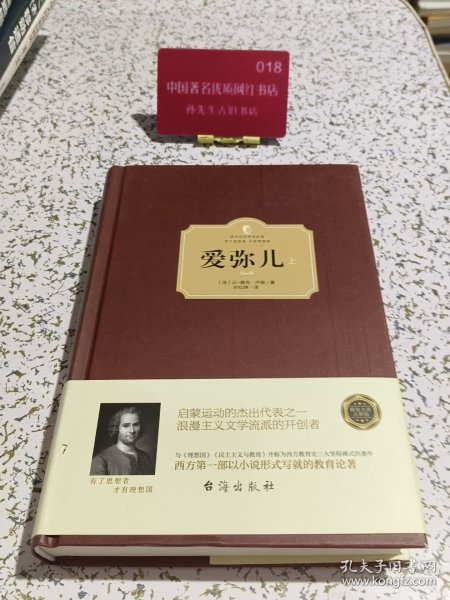 018
中国著名优质网红书店
孙先生古旧书店
爱弥儿 上
Emile
[法] 让-雅克·卢梭/著
刘红婷/译
启蒙运动的杰出代表之一
浪漫主义文学流派的开创者
与《理想国》《民主主义与教育》并称为西方教育史三大里程碑式的著作
西方第一部以小说形式写就的教育论著
台海出版社
有了思想者
才有理想国
孔夫子旧书网
www.kongfz.com